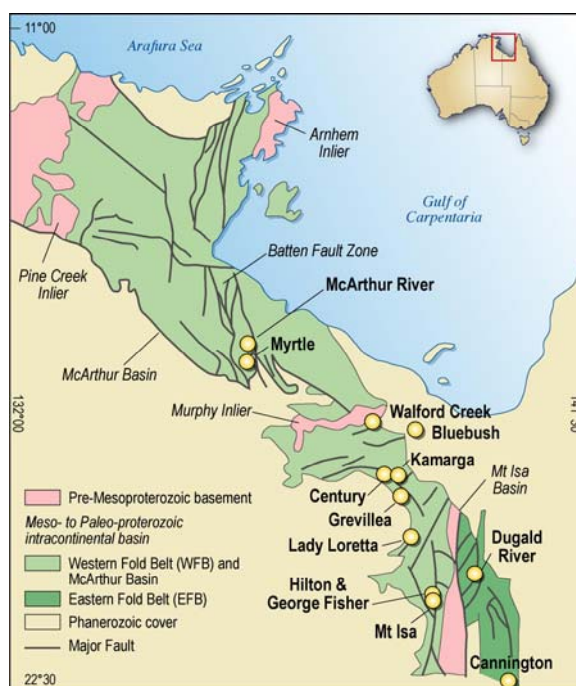 11°00
Arafura Sea
Arnhem
Inlier
Gulf of
Carpentaria
Pine Creek
Inlier
Batten Fault Zone
McArthur River
Myrtle
McArthur Basin
132°00
Murphy Inlier
Walford Creek
Bluebush
Kamarga
Mt Isa
Basin
Century
Grevillea
Lady Loretta
Dugald
River
Hilton &
George Fisher
Mt Isa
Cannington
Pre-Mesoproterozoic basement
Meso- to Paleo-proterozoic
intracontinental basin
Western Fold Belt (WFB) and
McArthur Basin
Eastern Fold Belt (EFB)
Phanerozoic cover
Major Fault
22°30